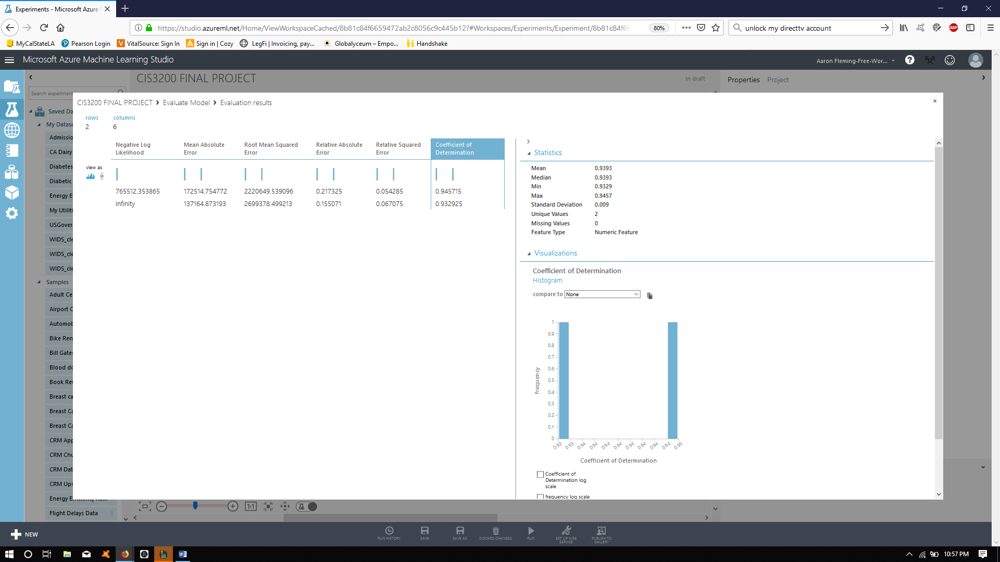 Experiments - Microsoft Azure
https://studio.azureml.net/Home/ViewWorkspaceCached/8b81c84f6659472ab2c8056c9c445b12?#Workspaces/Experiments/Experiment/8b81c84f66
80%
unlock my directtv account
MyCalStateLA
Pearson Login
VitalSource: Sign In
Sign in | Cozy
LegFi | Invoicing, pay...
Globalyceum – Empo...
Handshake
Microsoft Azure Machine Learning Studio
Aaron Fleming-Free-Wor...
CIS3200 FINAL PROJECT
In draft
Properties
Project
Search experiment
Saved Da
My Datase
Admissio
CA Dairy
Diabetes
Diabetic
Energy E
My Utiliti
USGover
WIDS_cle
WIDS_cle
WIDS_cle
Samples
Adult Ce
Airport C
Automob
Bike Ren
Bill Gates
Blood do
Book Re
Breast ca
Breast Ca
Breast Ca
CRM App
CRM Chu
CRM Dat
CRM Ups
Energy Efficiency Re...
Flight Delays Data
CIS3200 FINAL PROJECT > Evaluate Model > Evaluation results
rows
columns
2
6
view as
Negative Log Likelihood
Mean Absolute Error
Root Mean Squared Error
Relative Absolute Error
Relative Squared Error
Coefficient of Determination
765512.353865 172514.754772 2220649.539096 0.217325 0.054285 0.945715
Infinity 137164.873193 2699378.499213 0.155071 0.067075 0.932925
Statistics
Mean 0.9393
Median 0.9393
Min 0.9329
Max 0.9457
Standard Deviation 0.009
Unique Values 2
Missing Values 0
Feature Type Numeric Feature
Visualizations
Coefficient of Determination
Histogram
compare to None
1
0.9
0.8
0.7
0.6
0.5
0.4
0.3
0.2
0.1
0
frequency
0.93 0.93 0.94 0.94 0.94 0.94 0.94 0.94 0.94 0.94 0.95
Coefficient of Determination
Coefficient of
Determination log
scale
frequency log scale
1:1
NEW
RUN HISTORY
SAVE
SAVE AS
DISCARD CHANGES
RUN
SET UP WEB
SERVICE
PUBLISH TO
GALLERY
10:57 PM